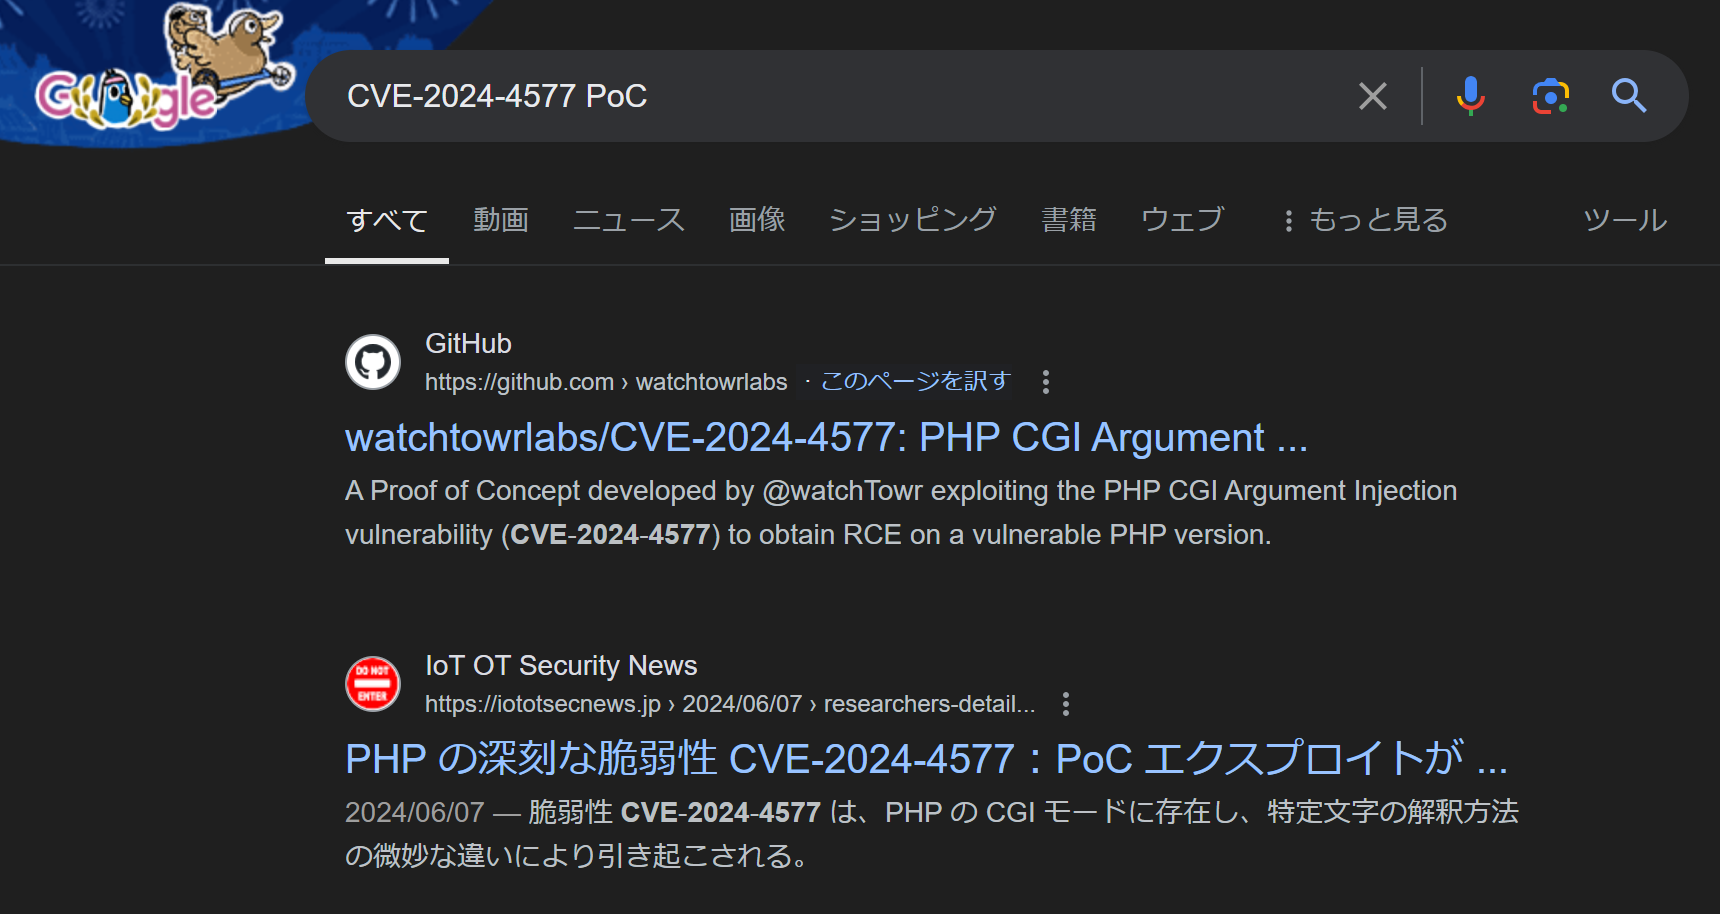 Google
CVE-2024-4577 PoC
すべて 動画 ニュース 画像 ショッピング 書籍 ウェブ もっと見る ツール
GitHub
https://github.com › watchtowrlabs · このページを訳す
watchtowrlabs/CVE-2024-4577: PHP CGI Argument ...
A Proof of Concept developed by @watchTowr exploiting the PHP CGI Argument Injection
vulnerability (CVE-2024-4577) to obtain RCE on a vulnerable PHP version.
DO NOT
ENTER
IoT OT Security News
https://iototsecnews.jp › 2024/06/07 › researchers-detail...
PHP の深刻な脆弱性 CVE-2024-4577：PoC エクスプロイトが ...
2024/06/07 — 脆弱性 CVE-2024-4577 は、PHP の CGI モードに存在し、特定文字の解釈方法
の微妙な違いにより引き起こされる。